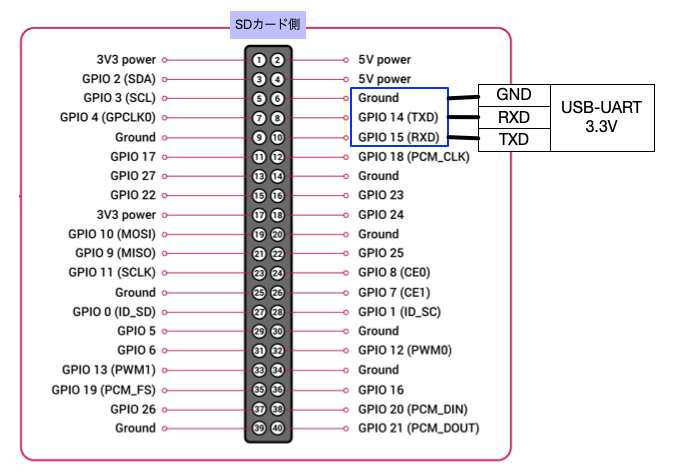 SDカード側
3V3 power 1 2 5V power
GPIO 2 (SDA) 3 4 5V power
GPIO 3 (SCL) 5 6 Ground GND
GPIO 4 (GPCLK0) 7 8 GPIO 14 (TXD) RXD USB-UART
Ground 9 10 GPIO 15 (RXD) TXD 3.3V
GPIO 17 11 12 GPIO 18 (PCM_CLK)
GPIO 27 13 14 Ground
GPIO 22 15 16 GPIO 23
3V3 power 17 18 GPIO 24
GPIO 10 (MOSI) 19 20 Ground
GPIO 9 (MISO) 21 22 GPIO 25
GPIO 11 (SCLK) 23 24 GPIO 8 (CE0)
Ground 25 26 GPIO 7 (CE1)
GPIO 0 (ID_SD) 27 28 GPIO 1 (ID_SC)
GPIO 5 29 30 Ground
GPIO 6 31 32 GPIO 12 (PWM0)
GPIO 13 (PWM1) 33 34 Ground
GPIO 19 (PCM_FS) 35 36 GPIO 16
GPIO 26 37 38 GPIO 20 (PCM_DIN)
Ground 39 40 GPIO 21 (PCM_DOUT)